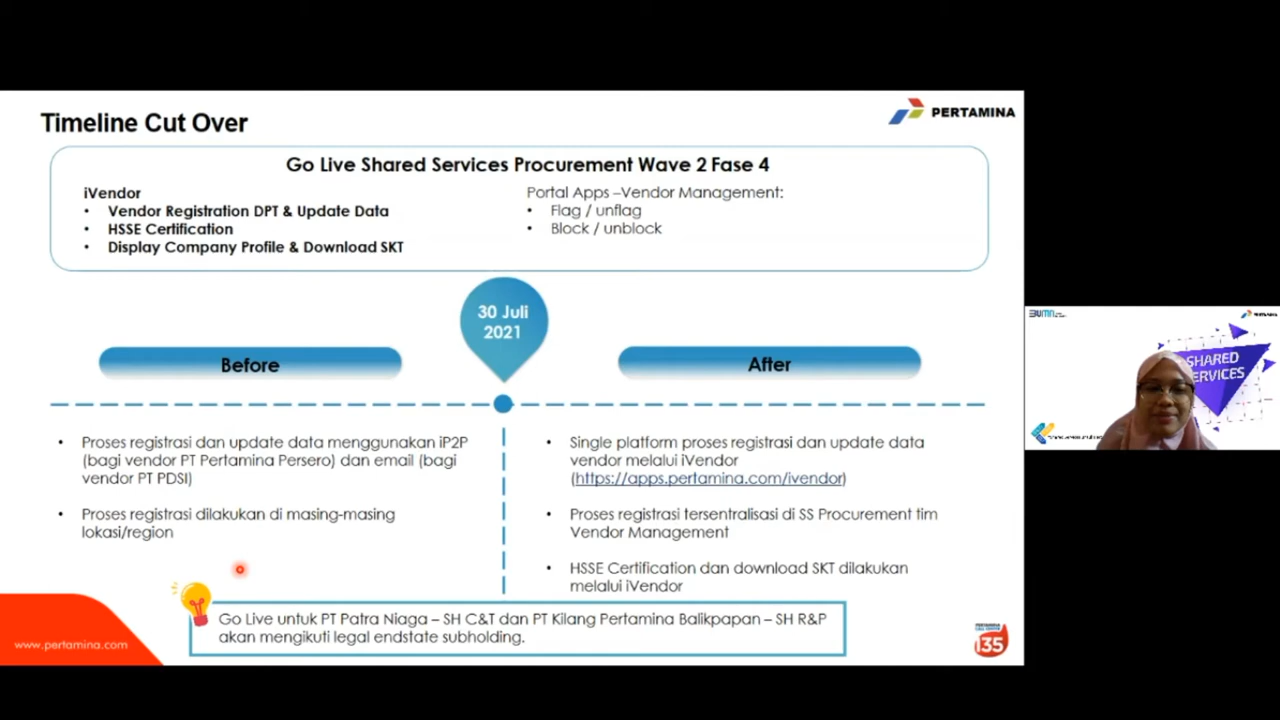 Timeline Cut Over
PERTAMINA
Go Live Shared Services Procurement Wave 2 Fase 4
iVendor
• Vendor Registration DPT & Update Data
• HSSE Certification
• Display Company Profile & Download SKT
Portal Apps –Vendor Management:
• Flag / unflag
• Block / unblock
30 Juli
2021
Before
After
• Proses registrasi dan update data menggunakan iP2P
(bagi vendor PT Pertamina Persero) dan email (bagi
vendor PT PDSI)
• Proses registrasi dilakukan di masing-masing
lokasi/region
• Single platform proses registrasi dan update data
vendor melalui iVendor
(https://apps.pertamina.com/ivendor)
• Proses registrasi tersentralisasi di SS Procurement tim
Vendor Management
• HSSE Certification dan download SKT dilakukan
melalui iVendor
Go Live untuk PT Patra Niaga – SH C&T dan PT Kilang Pertamina Balikpapan – SH R&P
akan mengikuti legal endstate subholding.
www.pertamina.com
135
BUMN
PERTAMINA
SHARED
SERVICES